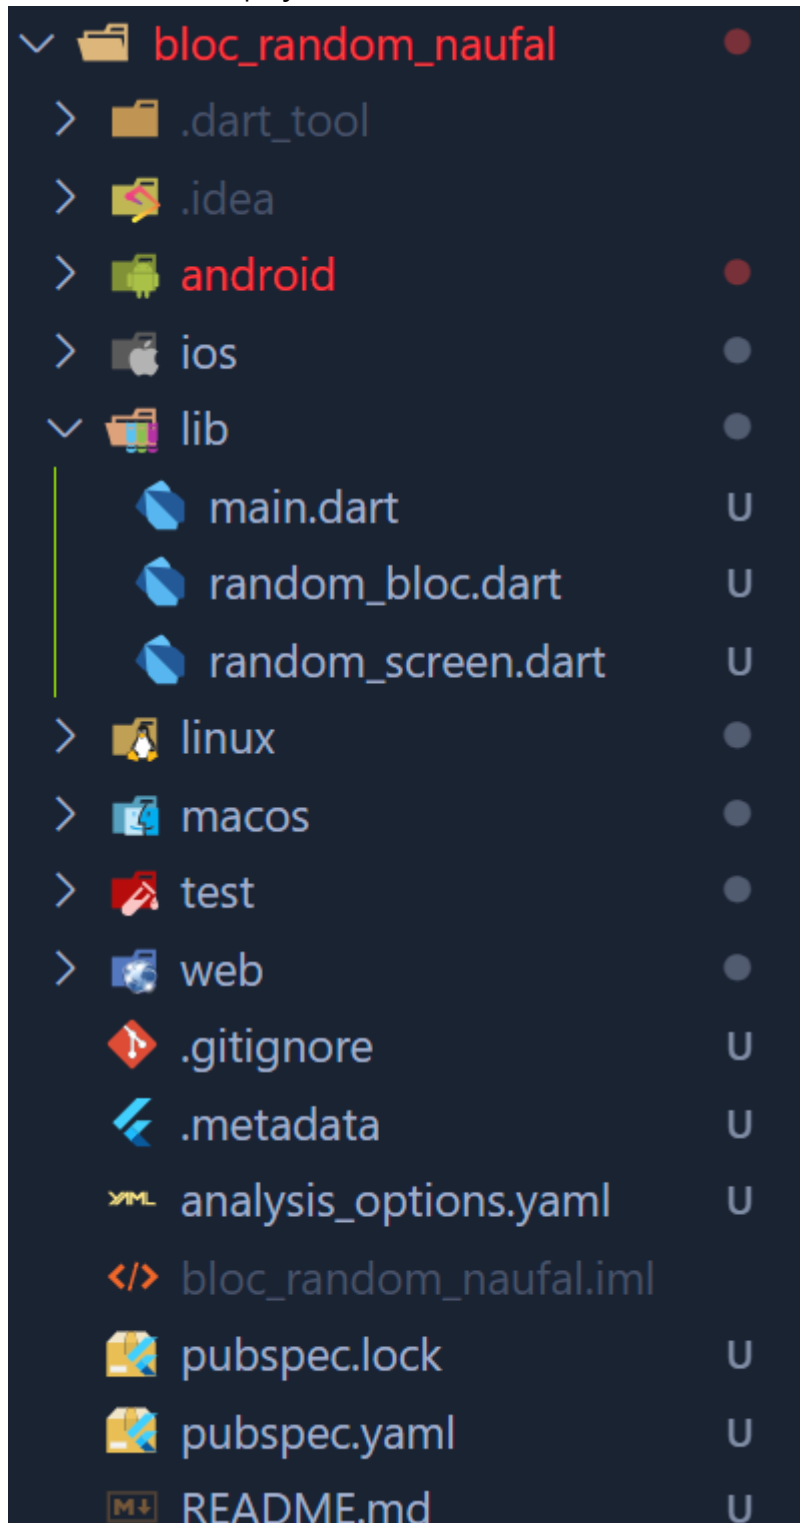 bloc_random_naufal
.dart_tool
.idea
android
ios
lib
main.dart U
random_bloc.dart U
random_screen.dart U
linux
macos
test
web
.gitignore U
.metadata U
YAML analysis_options.yaml U
</> bloc_random_naufal.iml
pubspec.lock U
pubspec.yaml U
M↓ README.md U